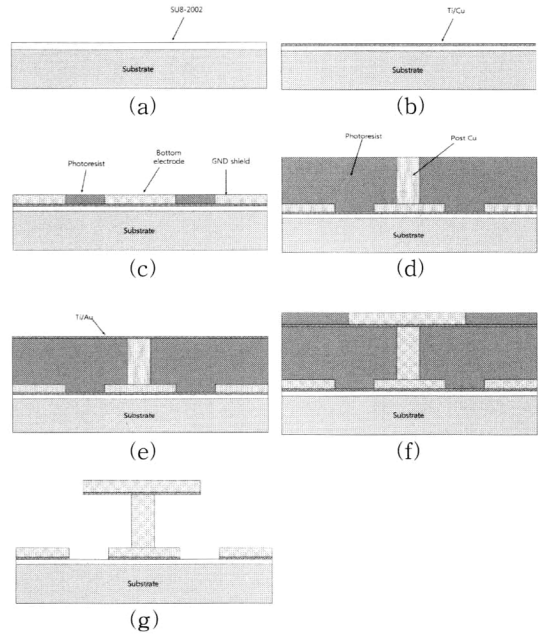 SU8-2002
Ti/Cu
Substrate
Substrate
(a)
(b)
Photoresist
Bottom
electrode
GND shield
Photoresist
Post Cu
Substrate
Substrate
(c)
(d)
Ti/Au
Substrate
Substrate
(e)
(f)
Substrate
(g)